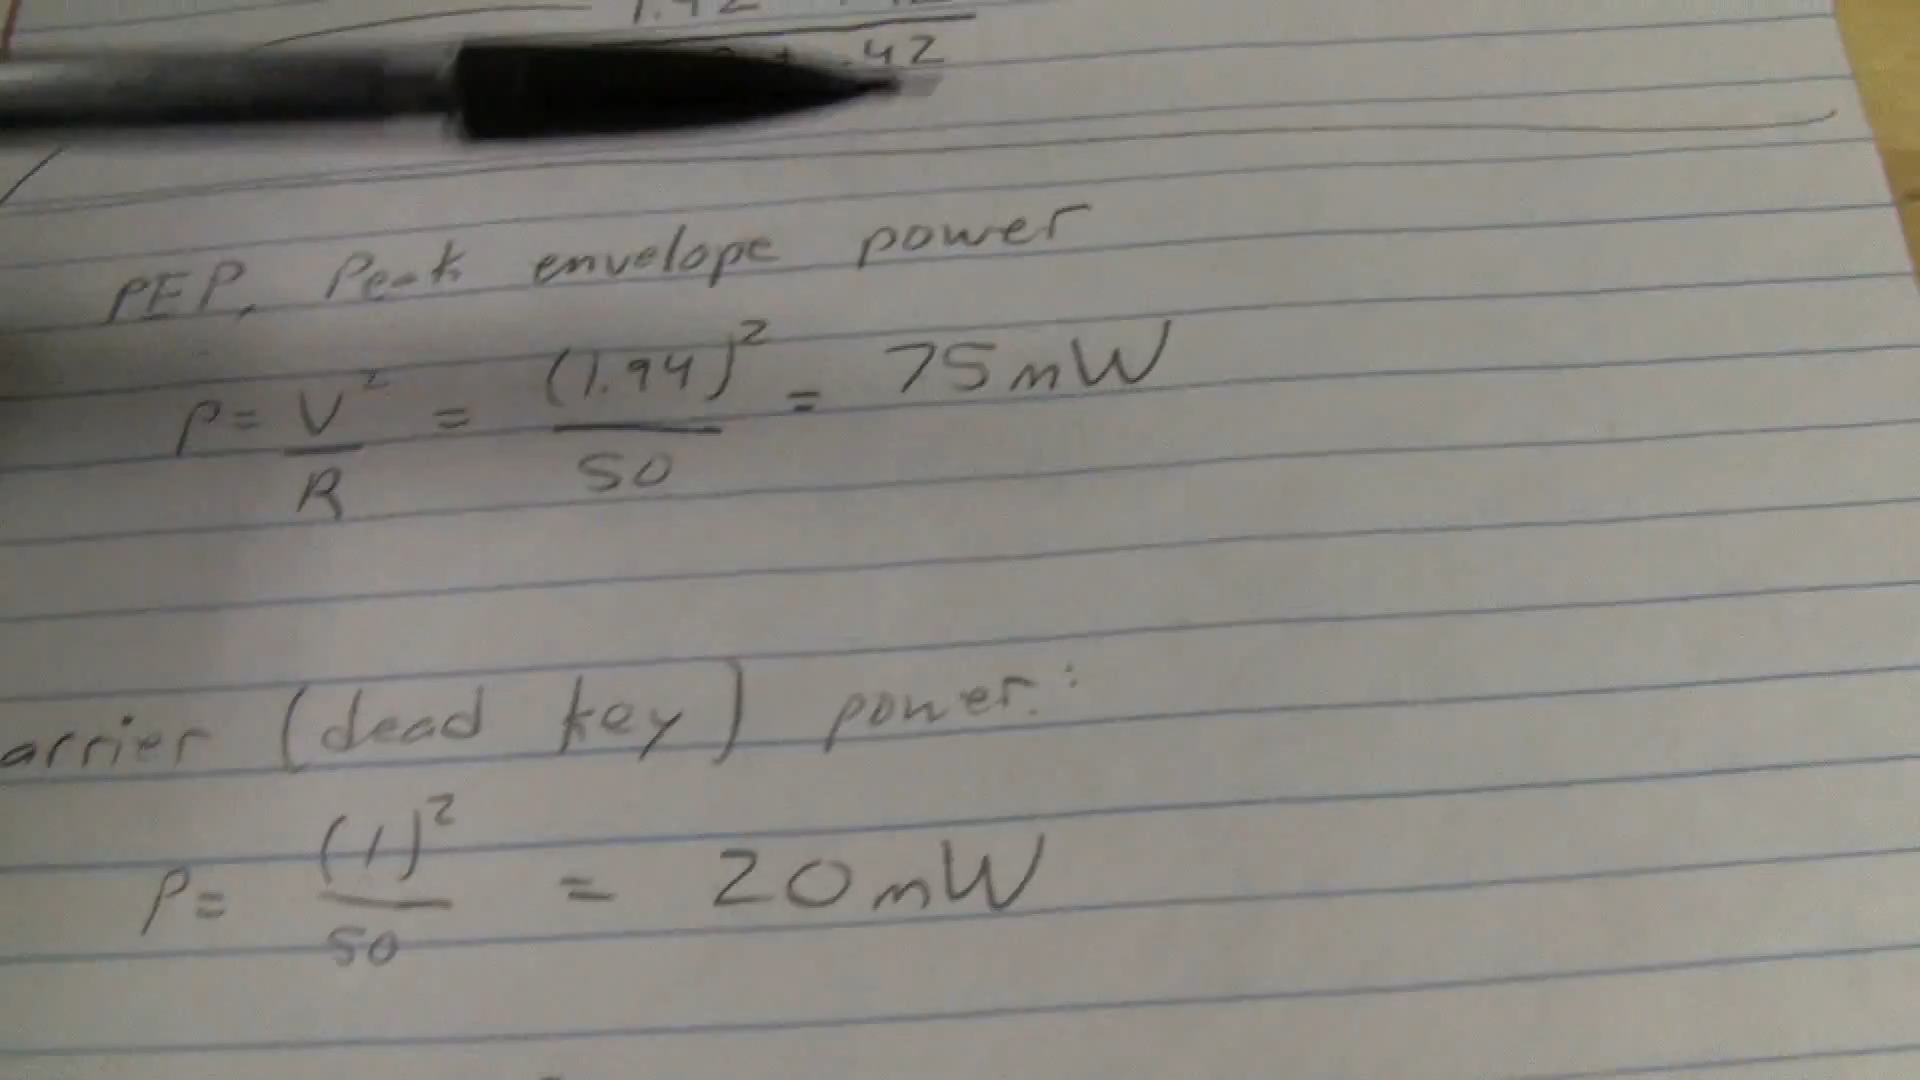 .42
PEP, Peak envelope power
P = V² / R = (1.94)² / 50 = 75mW
arrier (dead key) power:
P = (1)² / 50 = 20mW